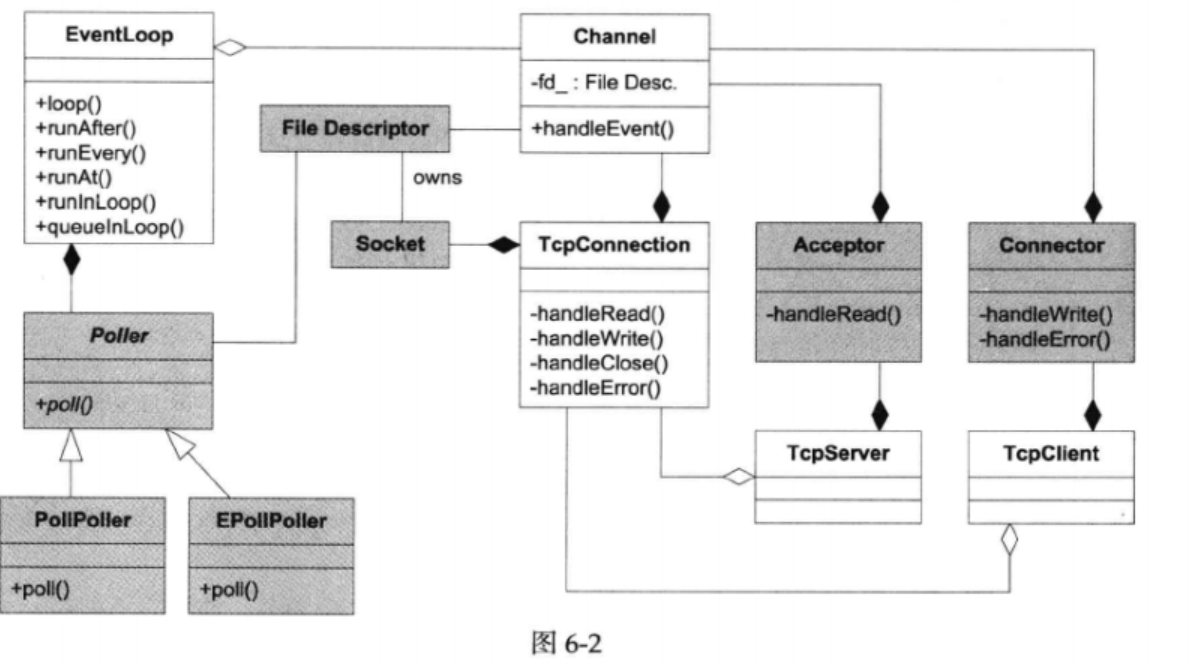 EventLoop
+loop()
+runAfter()
+runEvery()
+runAt()
+runInLoop()
+queueInLoop()
Channel
-fd_ : File Desc.
+handleEvent()
File Descriptor
owns
Socket
TcpConnection
-handleRead()
-handleWrite()
-handleClose()
-handleError()
Acceptor
-handleRead()
Connector
-handleWrite()
-handleError()
Poller
+poll()
TcpServer
TcpClient
PollPoller
+poll()
EPollPoller
+poll()
图 6-2